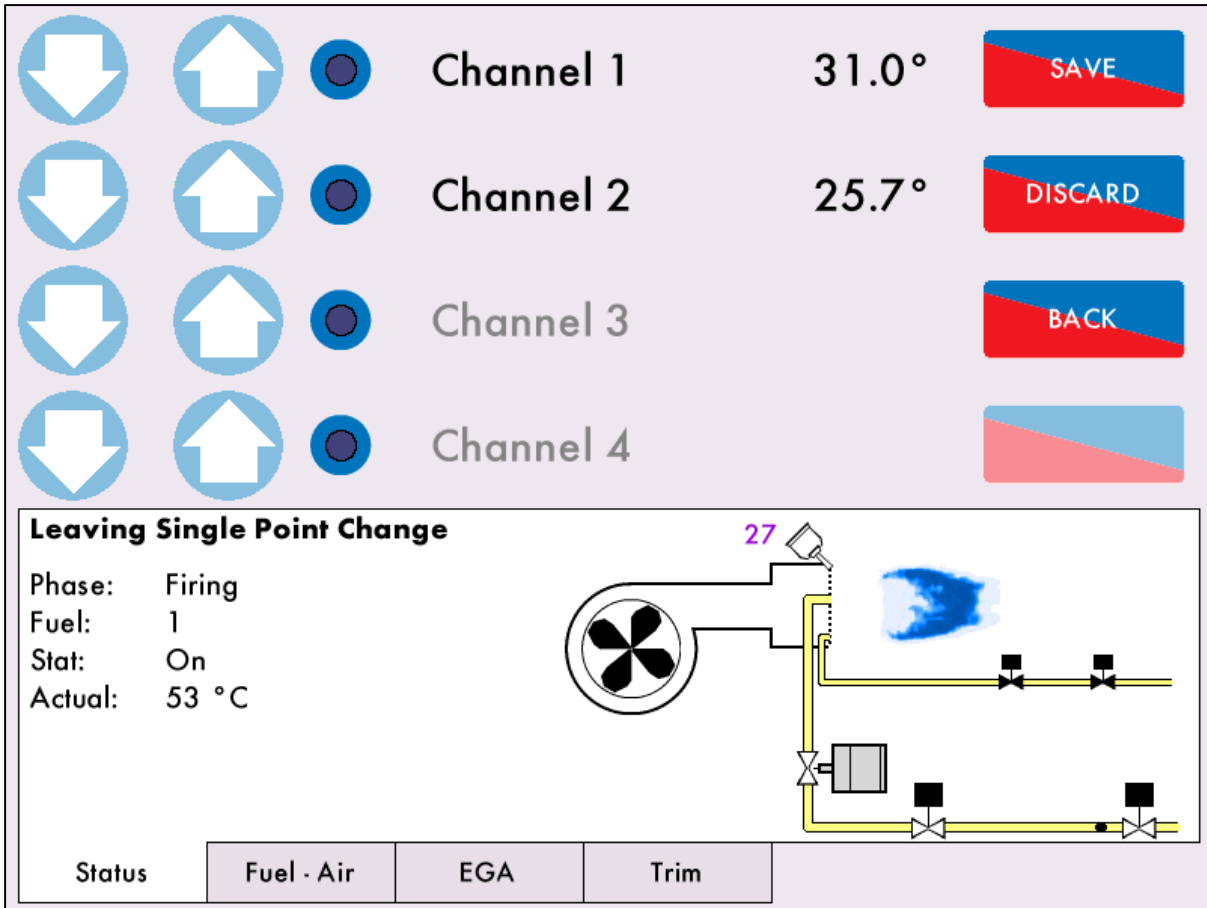 Channel 1 31.0° SAVE
Channel 2 25.7° DISCARD
Channel 3 BACK
Channel 4
Leaving Single Point Change
27
Phase: Firing
Fuel: 1
Stat: On
Actual: 53 °C
Status Fuel - Air EGA Trim